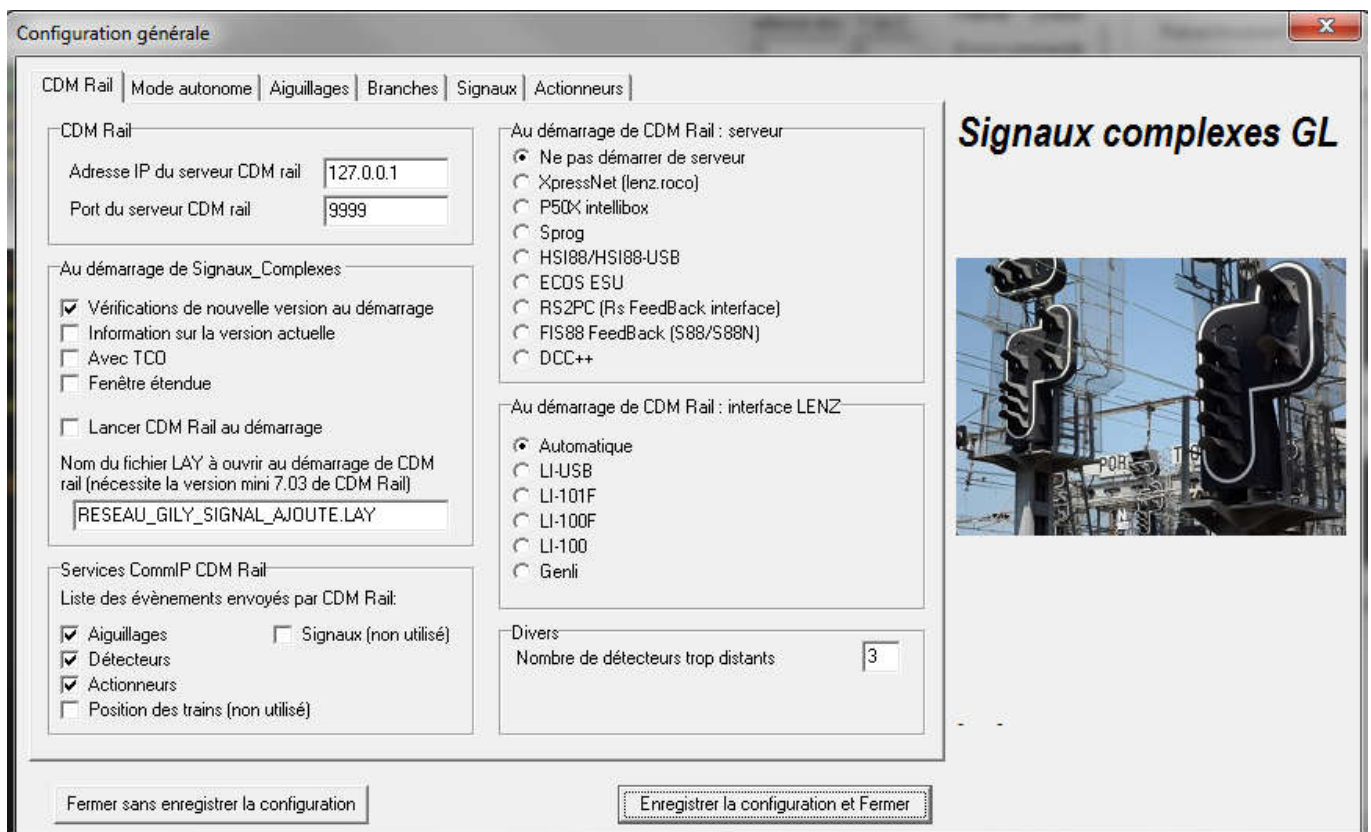 Configuration générale
CDM Rail
Mode autonome
Aiguillages
Branches
Signaux
Actionneurs
CDM Rail
Adresse IP du serveur CDM rail
127.0.0.1
Port du serveur CDM rail
9999
Au démarrage de Signaux_Complexes
Vérifications de nouvelle version au démarrage
Information sur la version actuelle
Avec TCO
Fenêtre étendue
Lancer CDM Rail au démarrage
Nom du fichier LAY à ouvrir au démarrage de CDM
rail (nécessite la version mini 7.03 de CDM Rail)
RESEAU_GILY_SIGNAL_AJOUTE.LAY
Services CommIP CDM Rail
Liste des évènements envoyés par CDM Rail:
Aiguillages
Signaux (non utilisé)
Détecteurs
Actionneurs
Position des trains (non utilisé)
Au démarrage de CDM Rail : serveur
Ne pas démarrer de serveur
XpressNet (lenz.roco)
P50X intellibox
Sprog
HSI88/HSI88-USB
ECOS ESU
RS2PC (Rs FeedBack interface)
FIS88 FeedBack (S88/S88N)
DCC++
Au démarrage de CDM Rail : interface LENZ
Automatique
LI-USB
LI-101F
LI-100F
LI-100
Genli
Divers
Nombre de détecteurs trop distants
3
Signaux complexes GL
- -
Fermer sans enregistrer la configuration
Enregistrer la configuration et Fermer